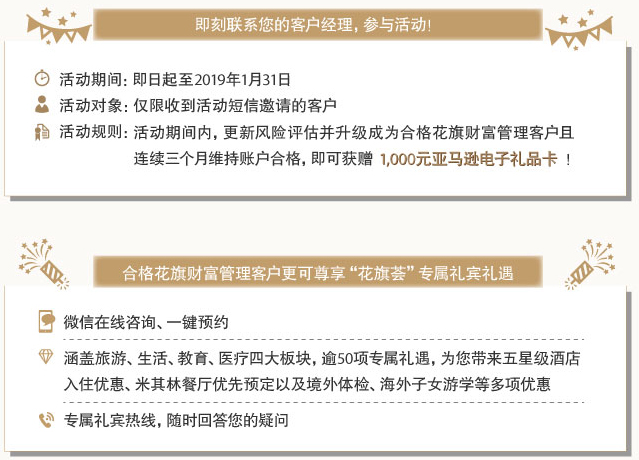 即刻联系您的客户经理，参与活动！
活动期间：即日起至2019年1月31日
活动对象：仅限收到活动短信邀请的客户
活动规则：活动期间内，更新风险评估并升级成为合格花旗财富管理客户且
连续三个月维持账户合格，即可获赠 1,000元亚马逊电子礼品卡 ！
合格花旗财富管理客户更可尊享“花旗荟”专属礼宾礼遇
微信在线咨询、一键预约
涵盖旅游、生活、教育、医疗四大板块，逾50项专属礼遇，为您带来五星级酒店
入住优惠、米其林餐厅优先预定以及境外体检、海外子女游学等多项优惠
专属礼宾热线，随时回答您的疑问